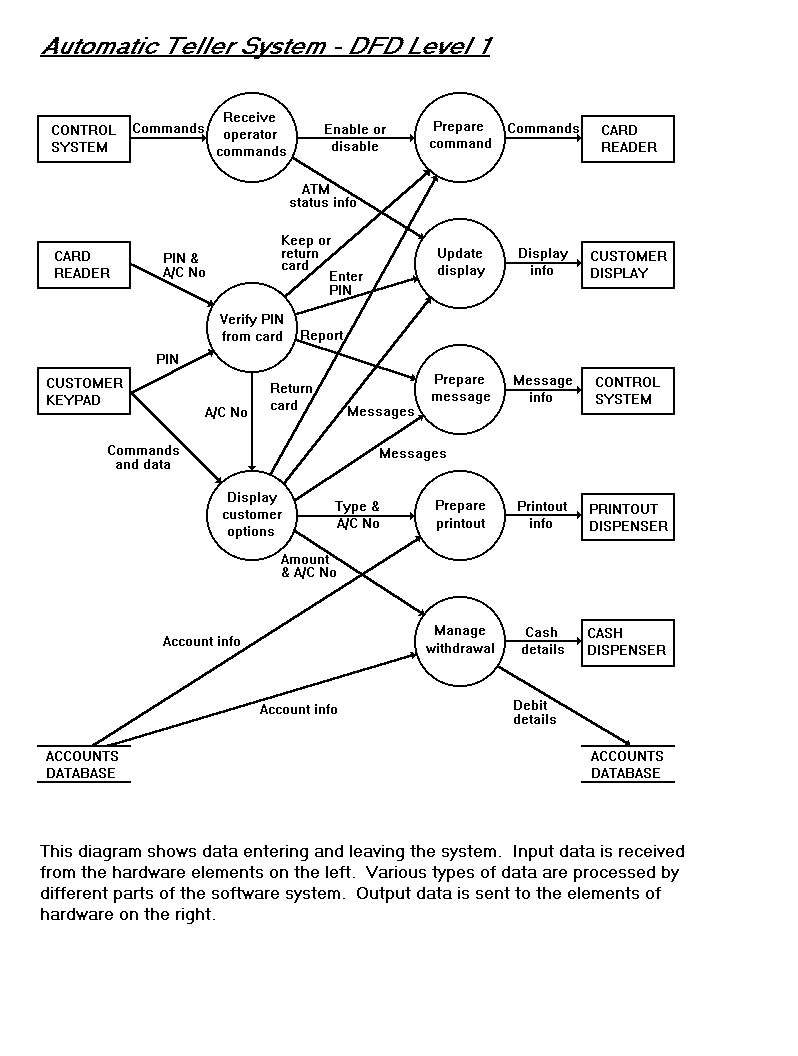 Automatic Teller System - DFD Level 1
CONTROL
SYSTEM
Commands
Receive
operator
commands
Enable or
disable
Prepare
command
Commands
CARD
READER
ATM
status info
CARD
READER
PIN &
A/C No
Keep or
return
card
Enter
PIN
Update
display
Display
info
CUSTOMER
DISPLAY
Verify PIN
from card
Report
CUSTOMER
KEYPAD
PIN
A/C No
Return
card
Messages
Prepare
message
Message
info
CONTROL
SYSTEM
Commands
and data
Messages
Display
customer
options
Type &
A/C No
Prepare
printout
Printout
info
PRINTOUT
DISPENSER
Amount
& A/C No
Account info
Manage
withdrawal
Cash
details
CASH
DISPENSER
Account info
Debit
details
ACCOUNTS
DATABASE
ACCOUNTS
DATABASE
This diagram shows data entering and leaving the system. Input data is received
from the hardware elements on the left. Various types of data are processed by
different parts of the software system. Output data is sent to the elements of
hardware on the right.